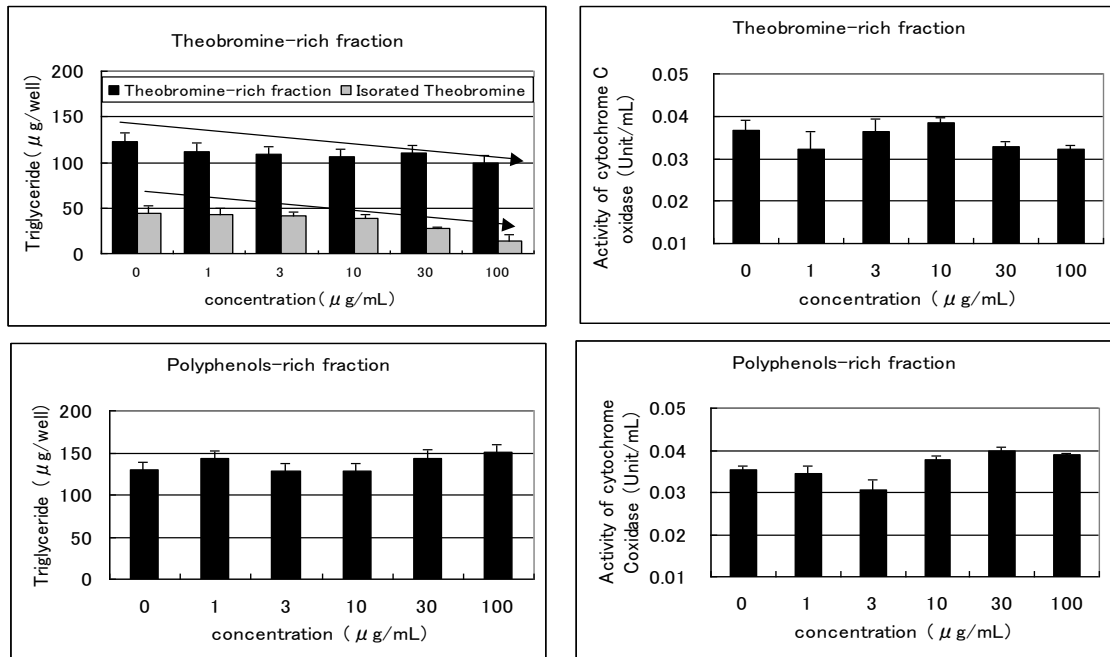 Theobromine-rich fraction
Triglyceride(μg/well)
200
150
100
50
0
Theobromine-rich fraction
Isorated Theobromine
0 1 3 10 30 100
concentration(μg/mL)
Theobromine-rich fraction
Activity of cytochrome C
oxidase (Unit/mL)
0.05
0.04
0.03
0.02
0.01
0 1 3 10 30 100
concentration (μg/mL)
Polyphenols-rich fraction
Triglyceride (μg/well)
200
150
100
50
0
0 1 3 10 30 100
concentration (μg/mL)
Polyphenols-rich fraction
Activity of cytochrome
Coxidase (Unit/mL)
0.05
0.04
0.03
0.02
0.01
0 1 3 10 30 100
concentration (μg/mL)